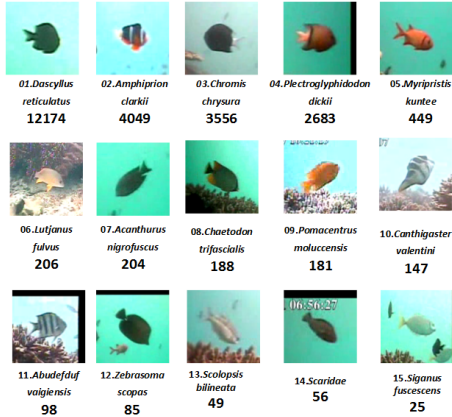 01.Dascyllus
reticulatus
12174
02.Amphiprion
clarkii
4049
03.Chromis
chrysura
3556
04.Plectroglyphidodon
dickii
2683
05.Myripristis
kuntee
449
06.Lutjanus
fulvus
206
07.Acanthurus
nigrofuscus
204
08.Chaetodon
trifascialis
188
09.Pomacentrus
moluccensis
181
10.Canthigaster
valentini
147
11.Abudefduf
vaigiensis
98
12.Zebrasoma
scopas
85
13.Scolopsis
bilineata
49
06:56:27
14.Scaridae
56
15.Siganus
fuscescens
25